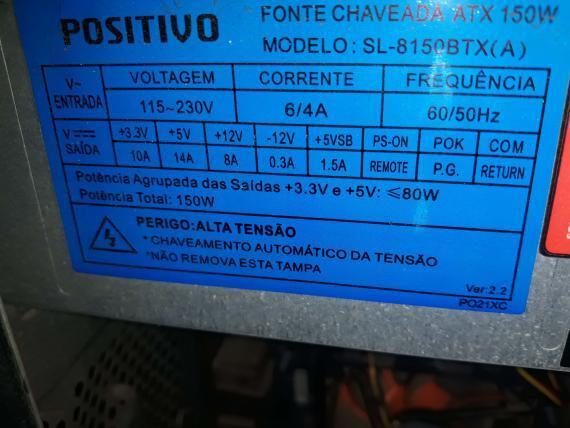 POSITIVO
FONTE CHAVEADA ATX 150W
MODELO: SL-8150BTX(A)
V~ ENTRADA VOLTAGEM CORRENTE FREQUÊNCIA
115~230V 6/4A 60/50Hz
V⎓ SAÍDA +3.3V +5V +12V -12V +5VSB PS-ON POK COM
10A 14A 8A 0.3A 1.5A REMOTE P.G. RETURN
Potência Agrupada das Saídas +3.3V e +5V: ≤80W
Potência Total: 150W
PERIGO:ALTA TENSÃO
* CHAVEAMENTO AUTOMÁTICO DA TENSÃO
*NÃO REMOVA ESTA TAMPA
Ver:2.2
PO21XC